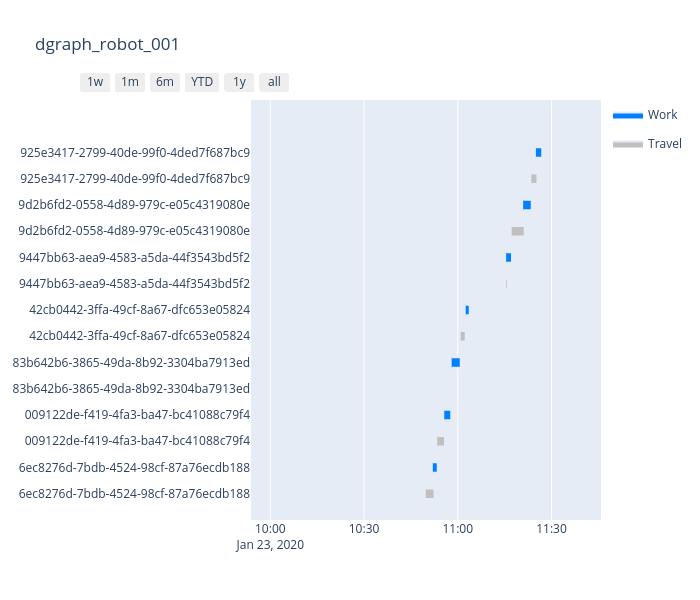 dgraph_robot_001
1w 1m 6m YTD 1y all
Work
Travel
925e3417-2799-40de-99f0-4ded7f687bc9
925e3417-2799-40de-99f0-4ded7f687bc9
9d2b6fd2-0558-4d89-979c-e05c4319080e
9d2b6fd2-0558-4d89-979c-e05c4319080e
9447bb63-aea9-4583-a5da-44f3543bd5f2
9447bb63-aea9-4583-a5da-44f3543bd5f2
42cb0442-3ffa-49cf-8a67-dfc653e05824
42cb0442-3ffa-49cf-8a67-dfc653e05824
83b642b6-3865-49da-8b92-3304ba7913ed
83b642b6-3865-49da-8b92-3304ba7913ed
009122de-f419-4fa3-ba47-bc41088c79f4
009122de-f419-4fa3-ba47-bc41088c79f4
6ec8276d-7bdb-4524-98cf-87a76ecdb188
6ec8276d-7bdb-4524-98cf-87a76ecdb188
10:00 10:30 11:00 11:30
Jan 23, 2020